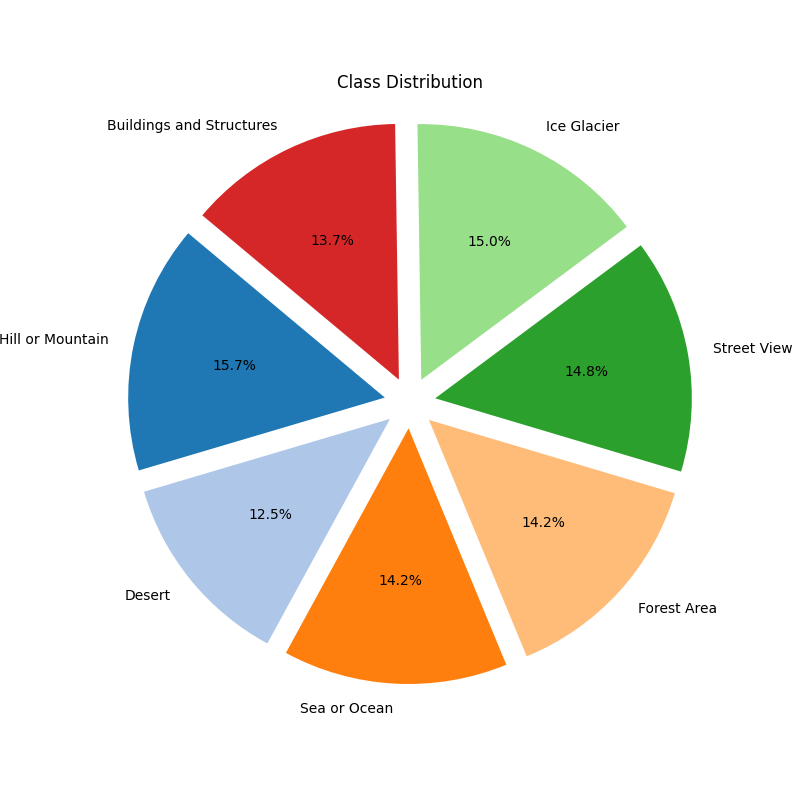 Class Distribution
Buildings and Structures
Ice Glacier
13.7%
15.0%
Hill or Mountain
Street View
15.7%
14.8%
12.5%
14.2%
14.2%
Desert
Forest Area
Sea or Ocean